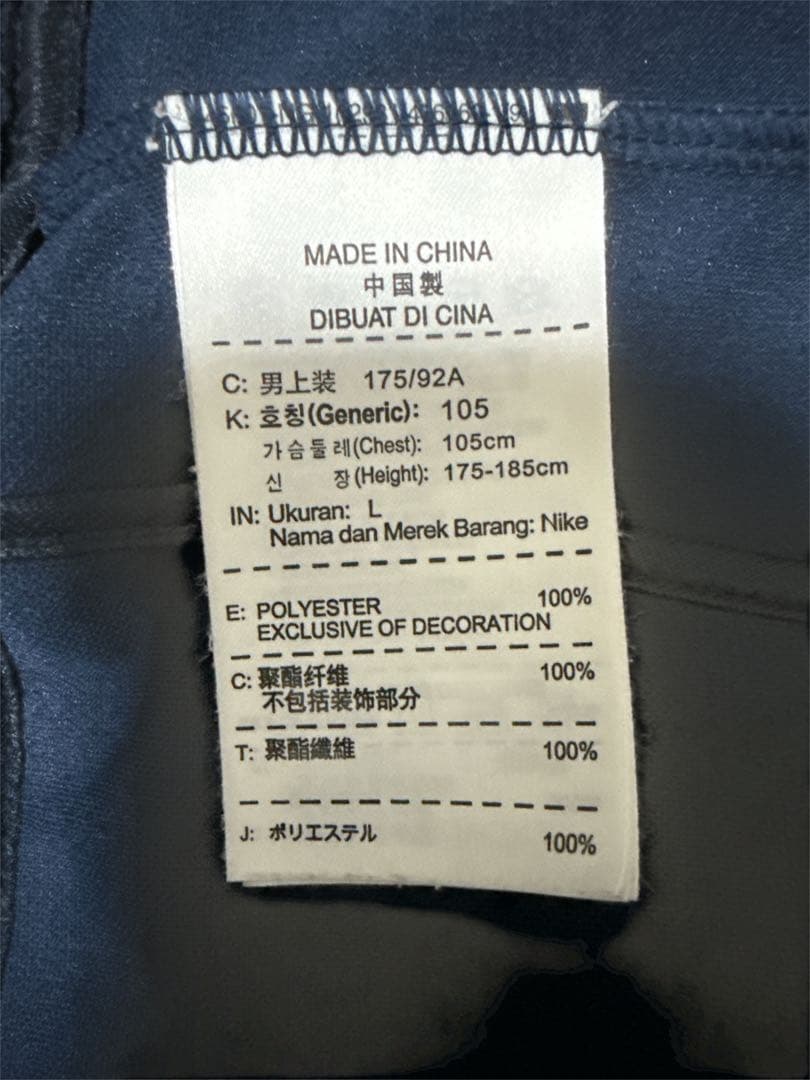 MADE IN CHINA
中国製
DIBUAT DI CINA
C: 男上装 175/92A
K: 호칭(Generic): 105
가슴둘레(Chest): 105cm
신 장(Height): 175-185cm
IN: Ukuran: L
Nama dan Merek Barang: Nike
E: POLYESTER 100%
EXCLUSIVE OF DECORATION
C: 聚酯纤维 100%
不包括装饰部分
T: 聚酯纖維 100%
J: ポリエステル 100%